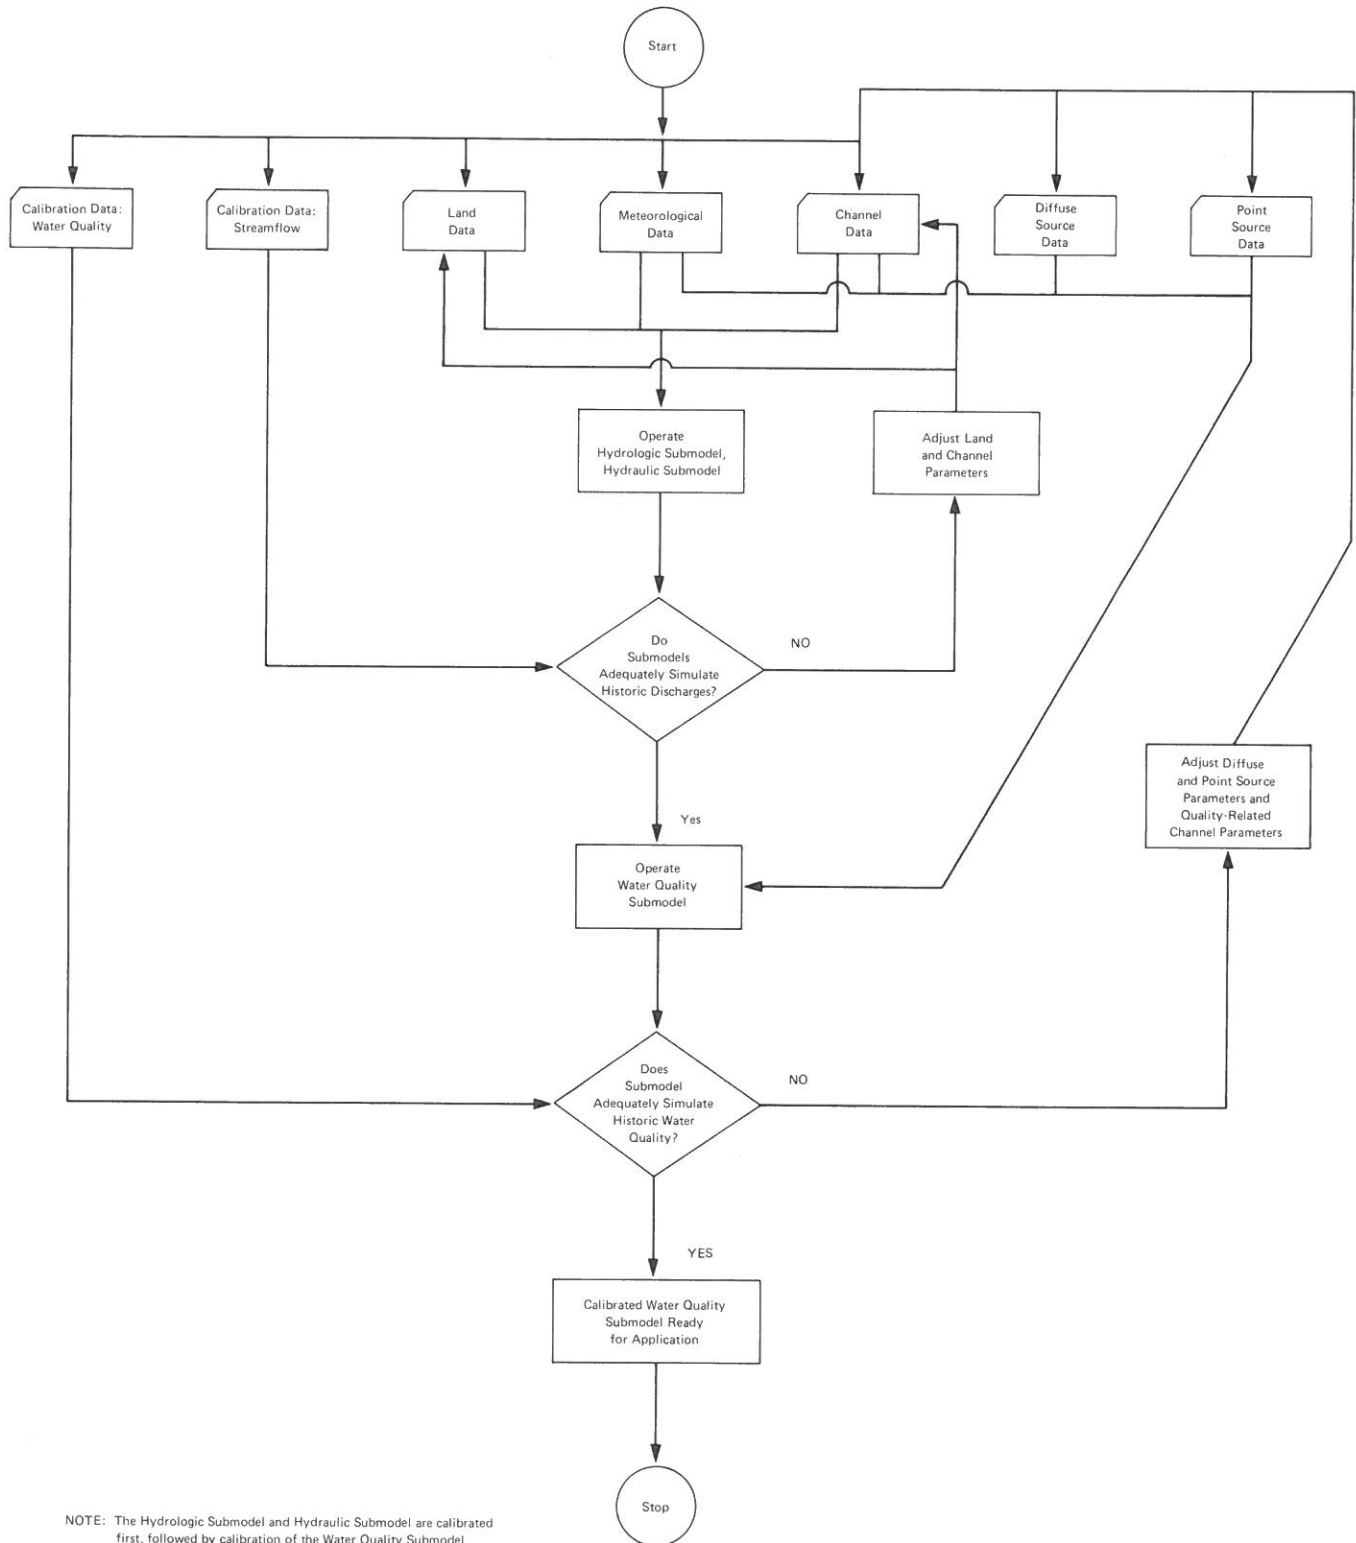 Start
Calibration Data:
Water Quality
Calibration Data:
Streamflow
Land
Data
Meteorological
Data
Channel
Data
Diffuse
Source
Data
Point
Source
Data
Operate
Hydrologic Submodel,
Hydraulic Submodel
Adjust Land
and Channel
Parameters
Do
Submodels
Adequately Simulate
Historic Discharges?
NO
Yes
Adjust Diffuse
and Point Source
Parameters and
Quality-Related
Channel Parameters
Operate
Water Quality
Submodel
Does
Submodel
Adequately Simulate
Historic Water
Quality?
NO
YES
Calibrated Water Quality
Submodel Ready
for Application
Stop
NOTE: The Hydrologic Submodel and Hydraulic Submodel are calibrated
first, followed by calibration of the Water Quality Submodel